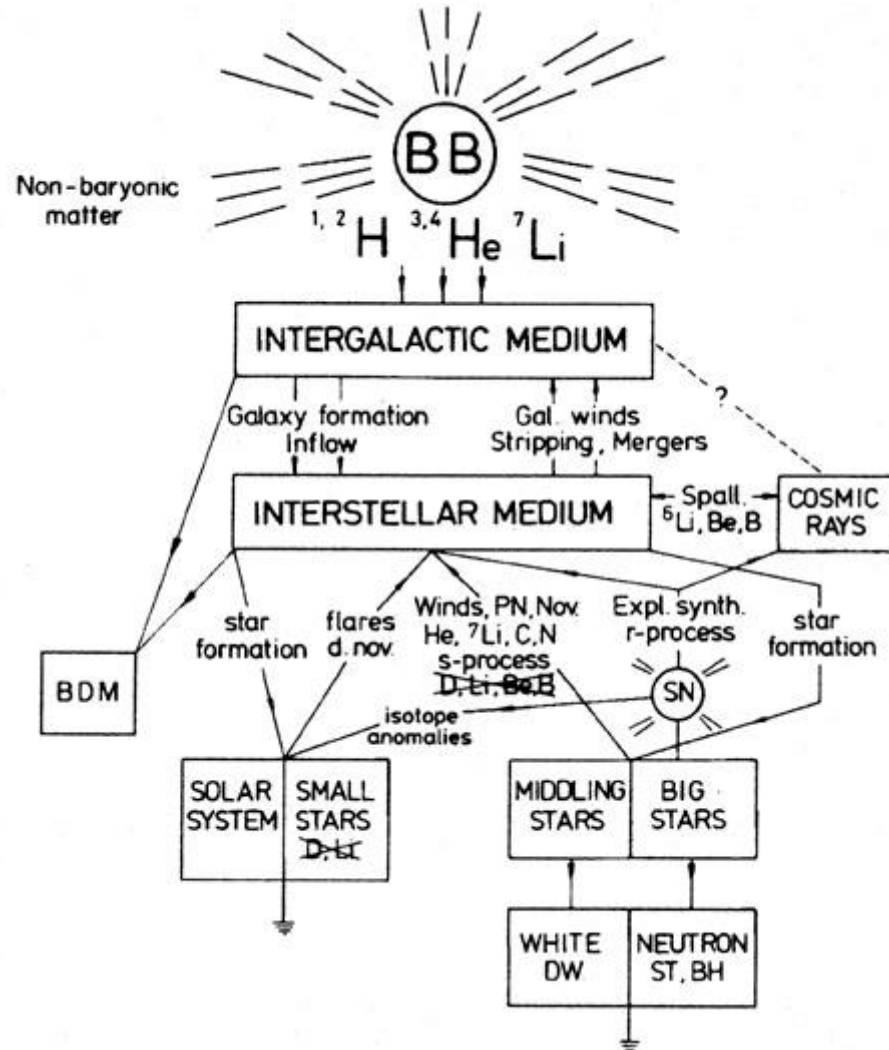 BB
Non-baryonic
matter
1, 2 H 3,4 He 7 Li
INTERGALACTIC MEDIUM
?
Galaxy formation
Inflow
Gal. winds
Stripping, Mergers
INTERSTELLAR MEDIUM
Spall.
6Li, Be, B
COSMIC
RAYS
star
formation
flares
d. nov.
Winds, PN, Nov.
He, 7Li, C, N
s-process
D, Li, Be, B
Expl. synth.
r-process
star
formation
BDM
SN
isotope
anomalies
SOLAR
SYSTEM
SMALL
STARS
D, Li
MIDDLING
STARS
BIG
STARS
WHITE
DW
NEUTRON
ST, BH